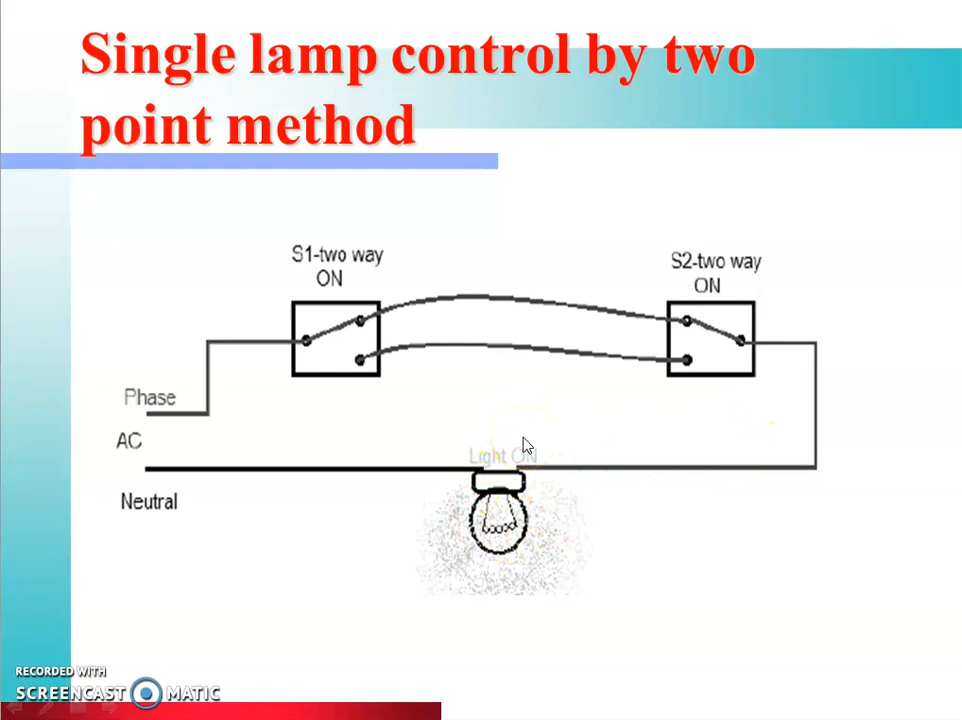 Single lamp control by two
point method
S1-two way
ON
S2-two way
ON
Phase
AC
Light ON
Neutral
RECORDED WITH
SCREENCAST MATIC